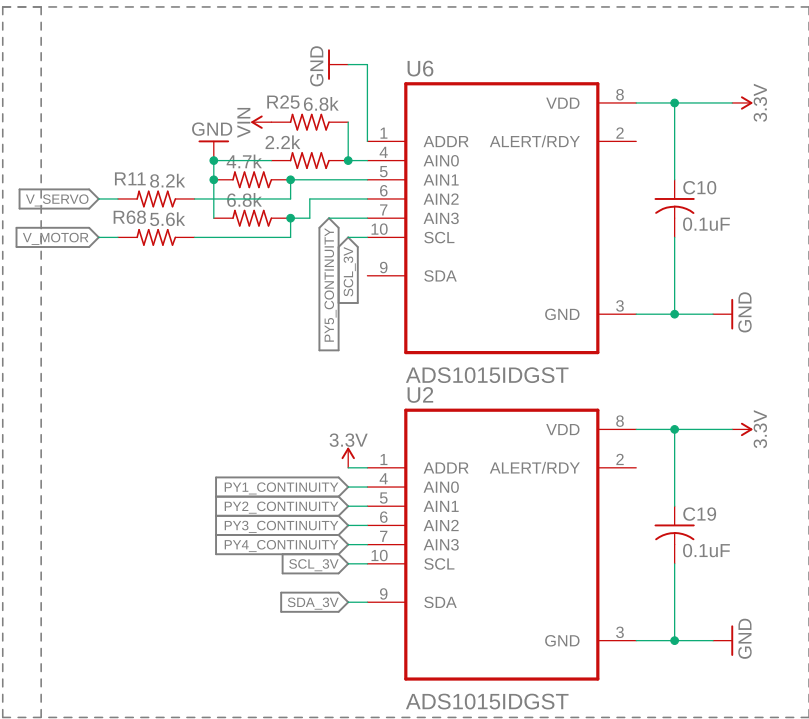 GND
U6
R25 6.8k
VIN
GND
2.2k
4.7k
R11 8.2k
V_SERVO
6.8k
R68 5.6k
V_MOTOR
1 ADDR
4 AIN0
5 AIN1
6 AIN2
7 AIN3
10 SCL
9 SDA
PY5_CONTINUITY
SCL_3V
VDD 8
ALERT/RDY 2
GND 3
3.3V
C10
0.1uF
GND
ADS1015IDGST
U2
3.3V
1 ADDR
PY1_CONTINUITY 4 AIN0
PY2_CONTINUITY 5 AIN1
PY3_CONTINUITY 6 AIN2
PY4_CONTINUITY 7 AIN3
SCL_3V 10 SCL
SDA_3V 9 SDA
VDD 8
ALERT/RDY 2
GND 3
3.3V
C19
0.1uF
GND
ADS1015IDGST